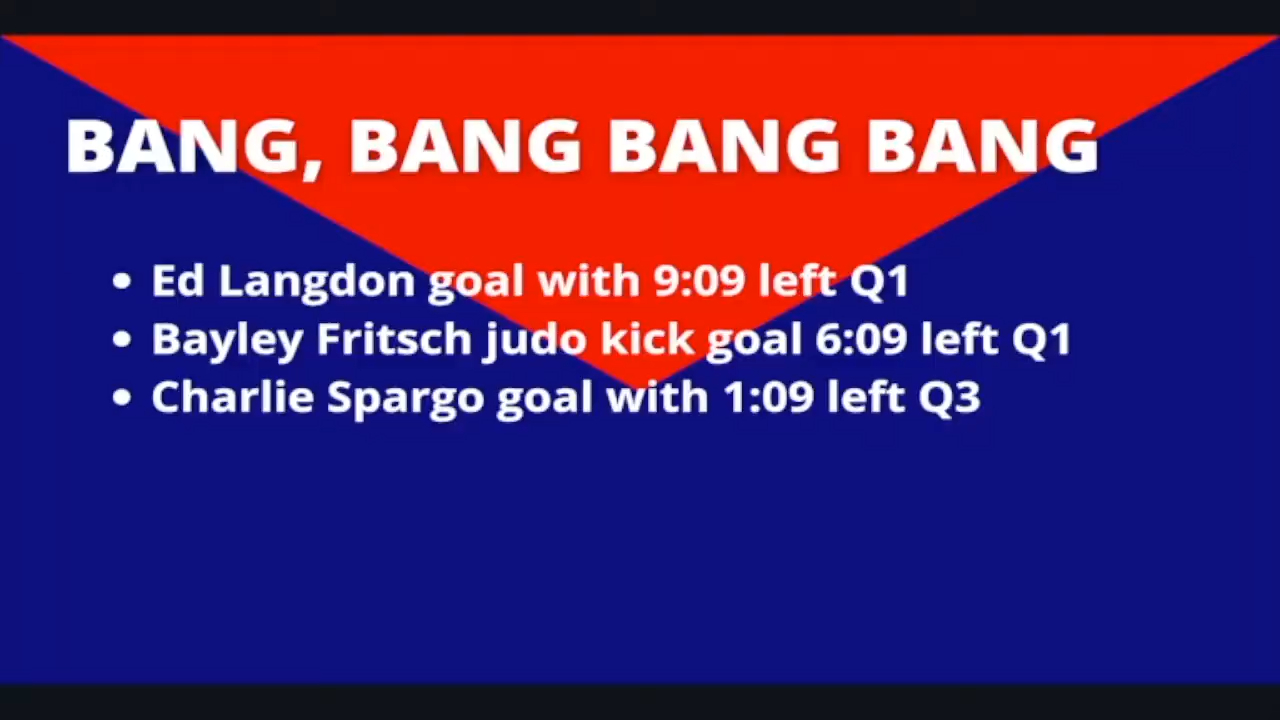 BANG, BANG BANG BANG
• Ed Langdon goal with 9:09 left Q1
• Bayley Fritsch judo kick goal 6:09 left Q1
• Charlie Spargo goal with 1:09 left Q3